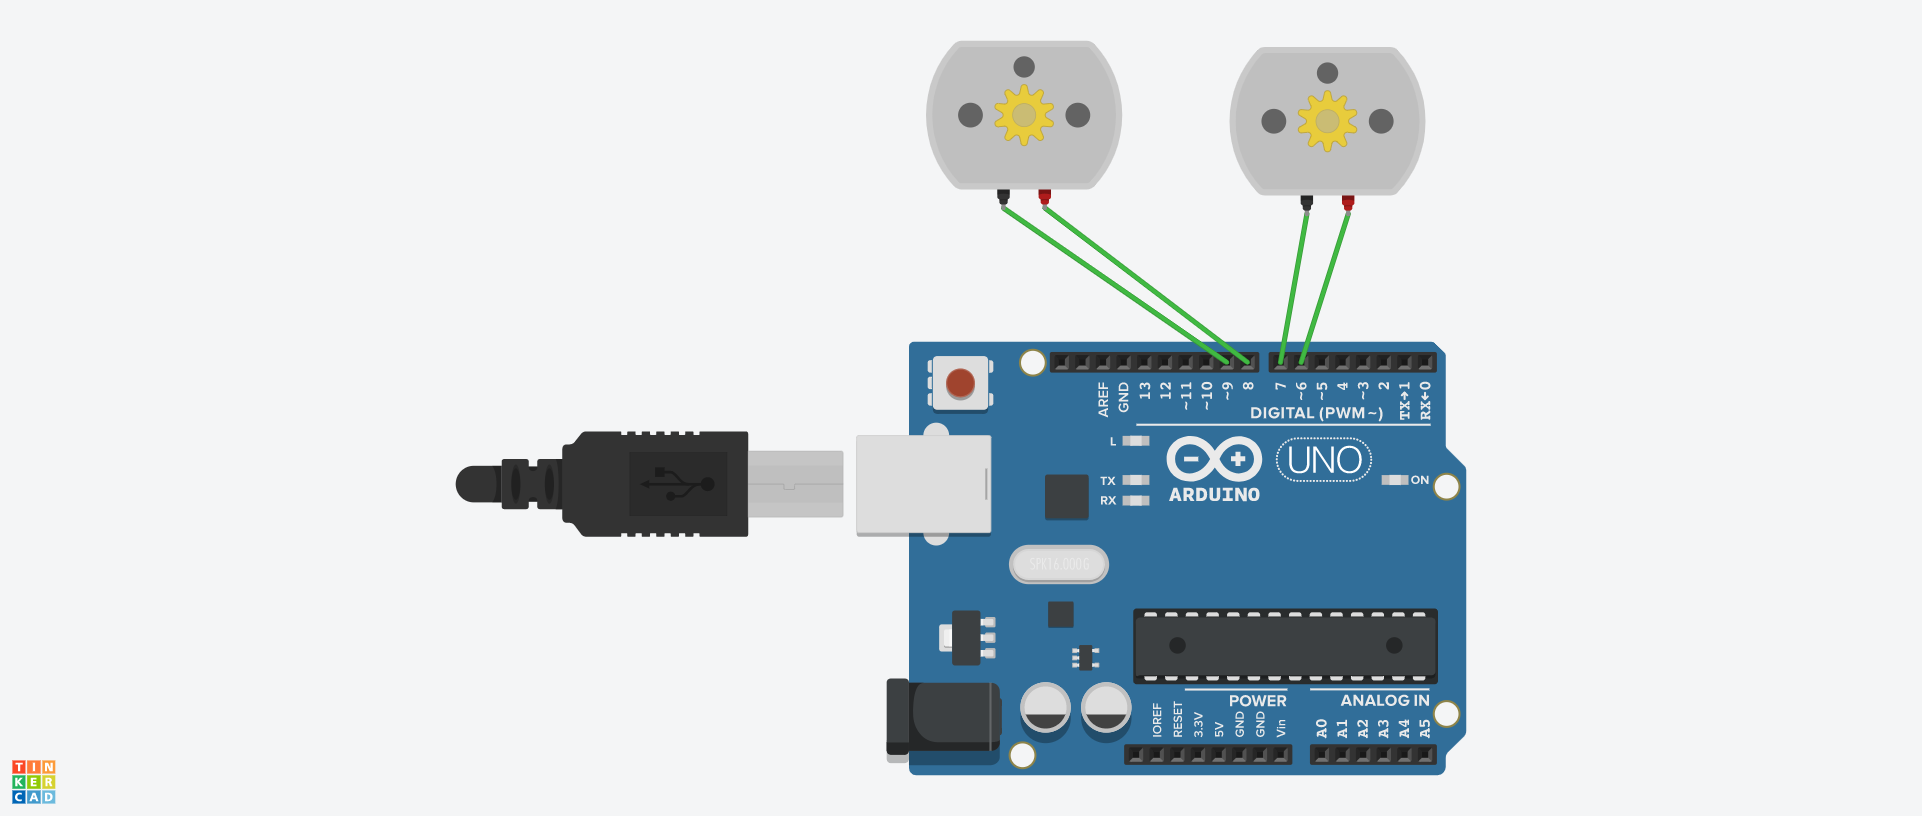 AREF
GND
13
12
~11
~10
~9
8
7
~6
~5
4
~3
2
TX→1
RX←0
DIGITAL (PWM~)
L
TX
RX
ARDUINO
UNO
ON
SPK16.000G
POWER
ANALOG IN
IOREF
RESET
3.3V
5V
GND
GND
Vin
A0
A1
A2
A3
A4
A5
TIN
KER
CAD